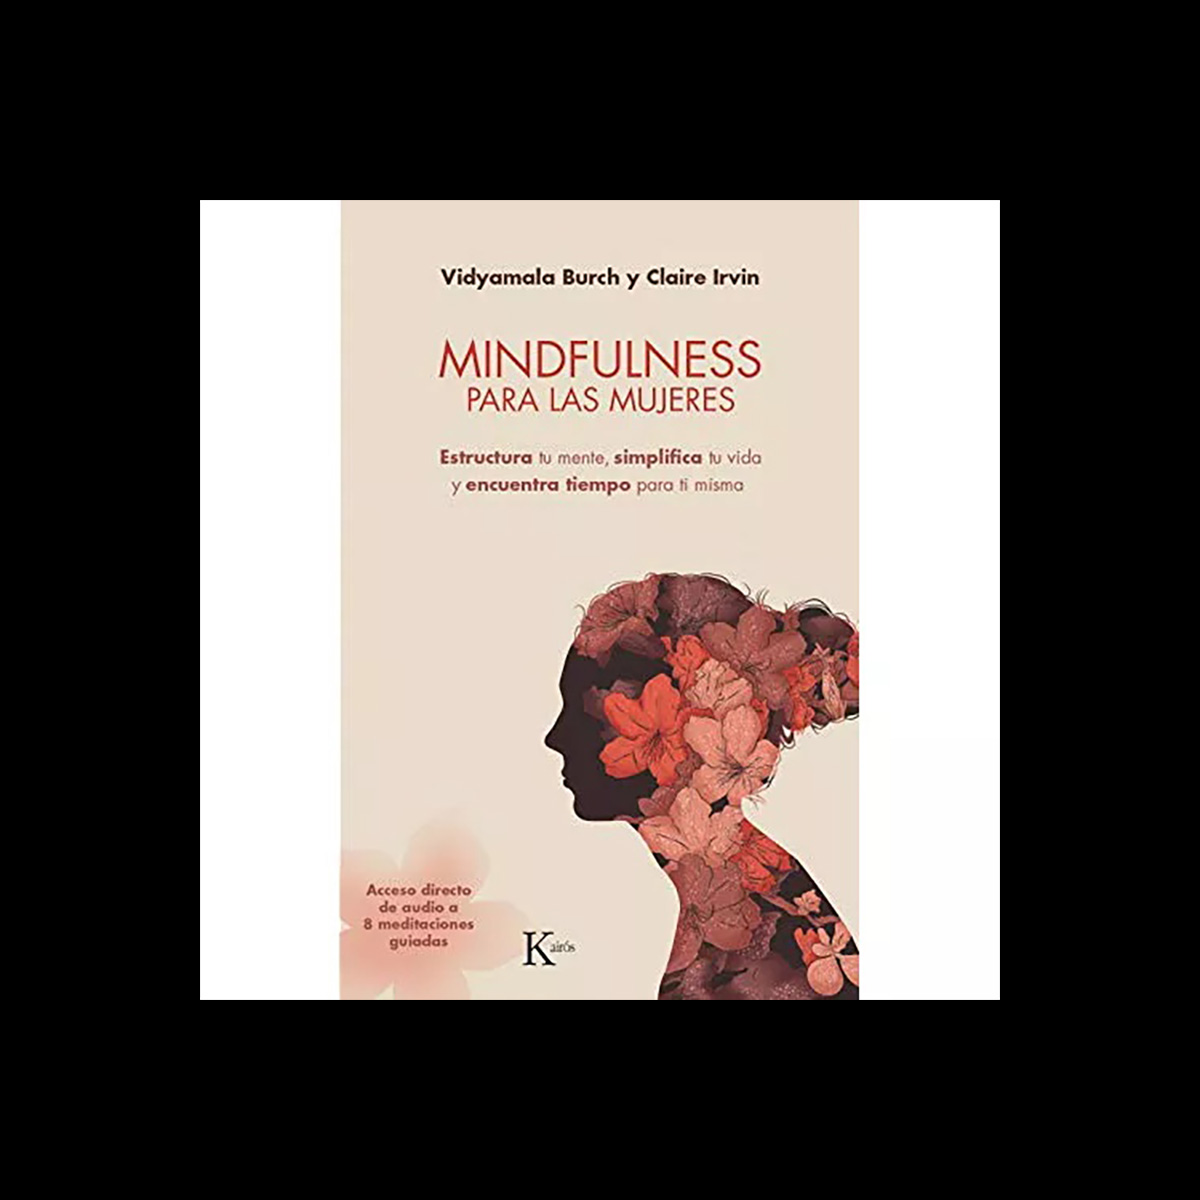 Vidyamala Burch y Claire Irvin
MINDFULNESS
PARA LAS MUJERES
Estructura tu mente, simplifica tu vida
y encuentra tiempo para ti misma
Acceso directo
de audio a
8 meditaciones
guiadas
Kairós